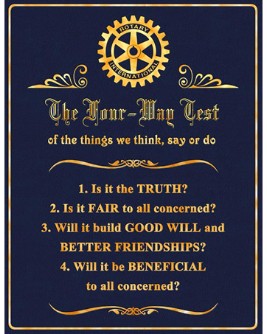 ROTARY
INTERNATIONAL
The Four-Way Test
of the things we think, say or do
1. Is it the TRUTH?
2. Is it FAIR to all concerned?
3. Will it build GOOD WILL and
BETTER FRIENDSHIPS?
4. Will it be BENEFICIAL
to all concerned?